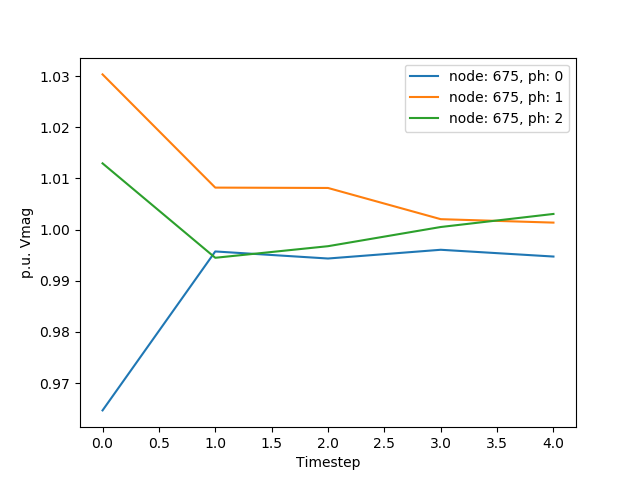 node: 675, ph: 0
node: 675, ph: 1
node: 675, ph: 2
p.u. Vmag
1.03
1.02
1.01
1.00
0.99
0.98
0.97
0.0 0.5 1.0 1.5 2.0 2.5 3.0 3.5 4.0
Timestep